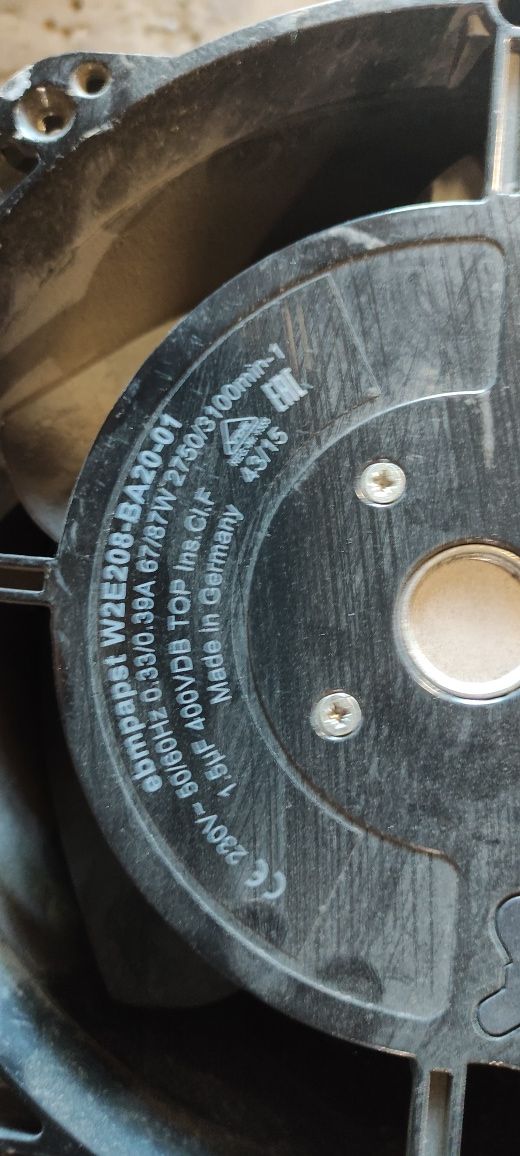 ebmpapst W2E208-BA20-01
230V~ 50/60Hz 0.33/0.39A 67/87W 2750/3100min-1
1.5µF 400VDB TOP Ins.Cl.F
Made in Germany
43/15
CE
EAC